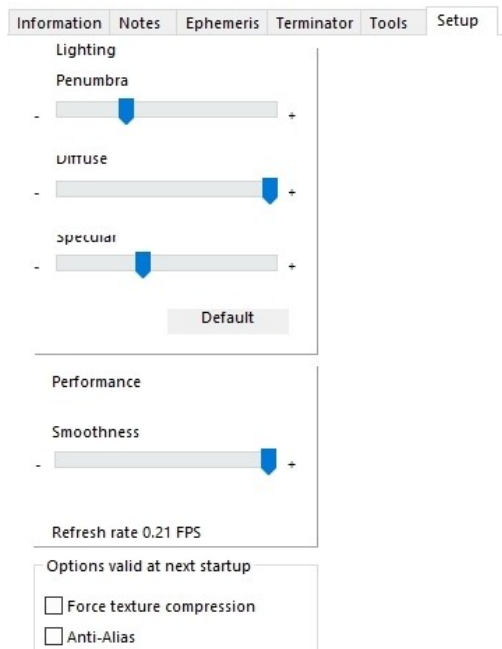 Information Notes Ephemeris Terminator Tools Setup
Lighting
Penumbra
- +
Diffuse
- +
Specular
- +
Default
Performance
Smoothness
- +
Refresh rate 0.21 FPS
Options valid at next startup
Force texture compression
Anti-Alias